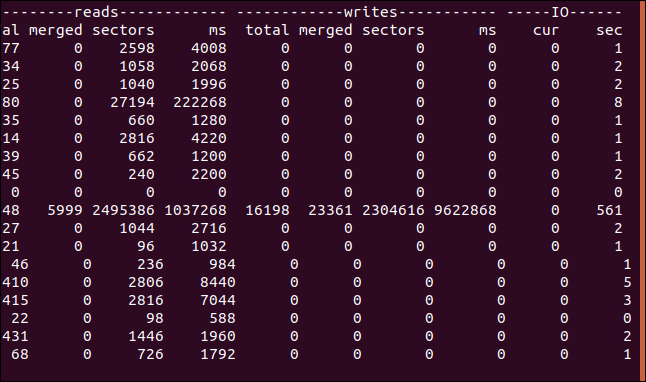 --------reads------------ ------------writes----------- -----IO------
al merged sectors      ms  total merged sectors      ms    cur    sec
77      0    2598    4008      0      0       0       0      0      1
34      0    1058    2068      0      0       0       0      0      2
25      0    1040    1996      0      0       0       0      0      2
80      0   27194  222268      0      0       0       0      0      8
35      0     660    1280      0      0       0       0      0      1
14      0    2816    4220      0      0       0       0      0      1
39      0     662    1200      0      0       0       0      0      1
45      0     240    2200      0      0       0       0      0      2
 0      0       0       0      0      0       0       0      0      0
48   5999 2495386 1037268  16198  23361 2304616 9622868      0    561
27      0    1044    2716      0      0       0       0      0      2
21      0      96    1032      0      0       0       0      0      1
 46      0     236     984      0      0       0       0      0      1
410      0    2806    8440      0      0       0       0      0      5
415      0    2816    7044      0      0       0       0      0      3
 22      0      98     588      0      0       0       0      0      0
431      0    1446    1960      0      0       0       0      0      2
 68      0     726    1792      0      0       0       0      0      1